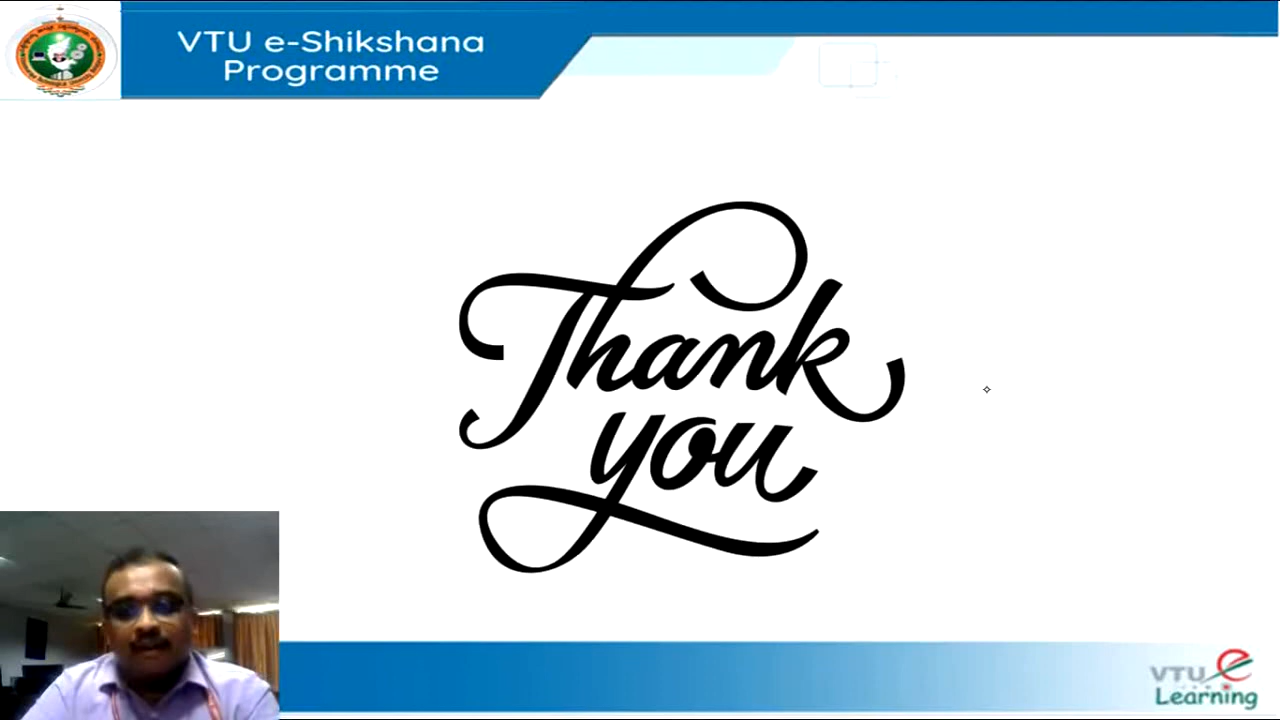 VTU e-Shikshana
Programme
Thank
you
VTU e
Learning